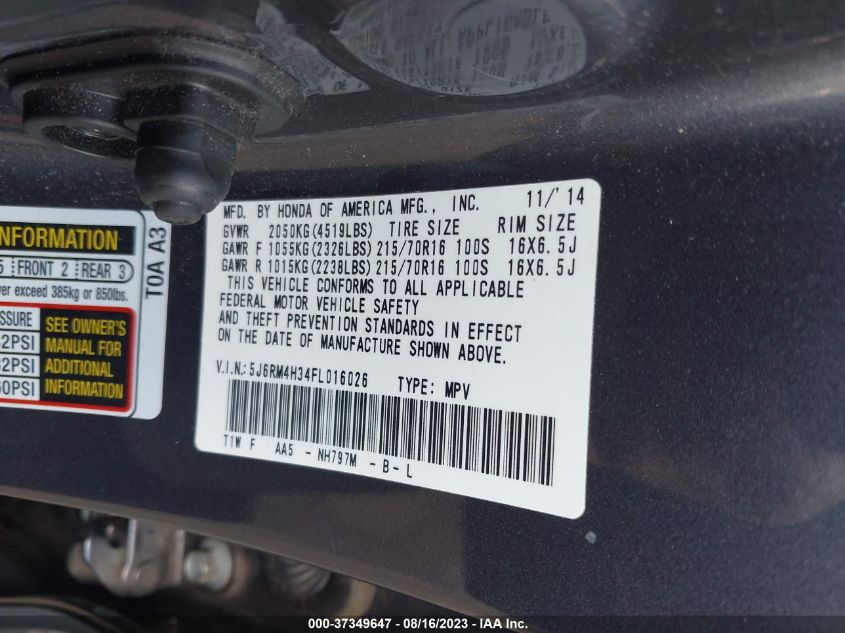 MFD. BY HONDA OF AMERICA MFG., INC. 11/'14
GVWR 2050KG(4519LBS) TIRE SIZE RIM SIZE
GAWR F 1055KG(2326LBS) 215/70R16 100S 16X6.5J
GAWR R 1015KG(2238LBS) 215/70R16 100S 16X6.5J
THIS VEHICLE CONFORMS TO ALL APPLICABLE
FEDERAL MOTOR VEHICLE SAFETY
AND THEFT PREVENTION STANDARDS IN EFFECT
ON THE DATE OF MANUFACTURE SHOWN ABOVE.
V.I.N.: 5J6RM4H34FL016026 TYPE: MPV
T1W F AA5 - NH797M - B - L
INFORMATION
5 FRONT 2 REAR 3
exceed 385kg or 850lbs.
SEE OWNER'S
MANUAL FOR
ADDITIONAL
INFORMATION
T0A A3
000-37349647 - 08/16/2023 - IAA Inc.